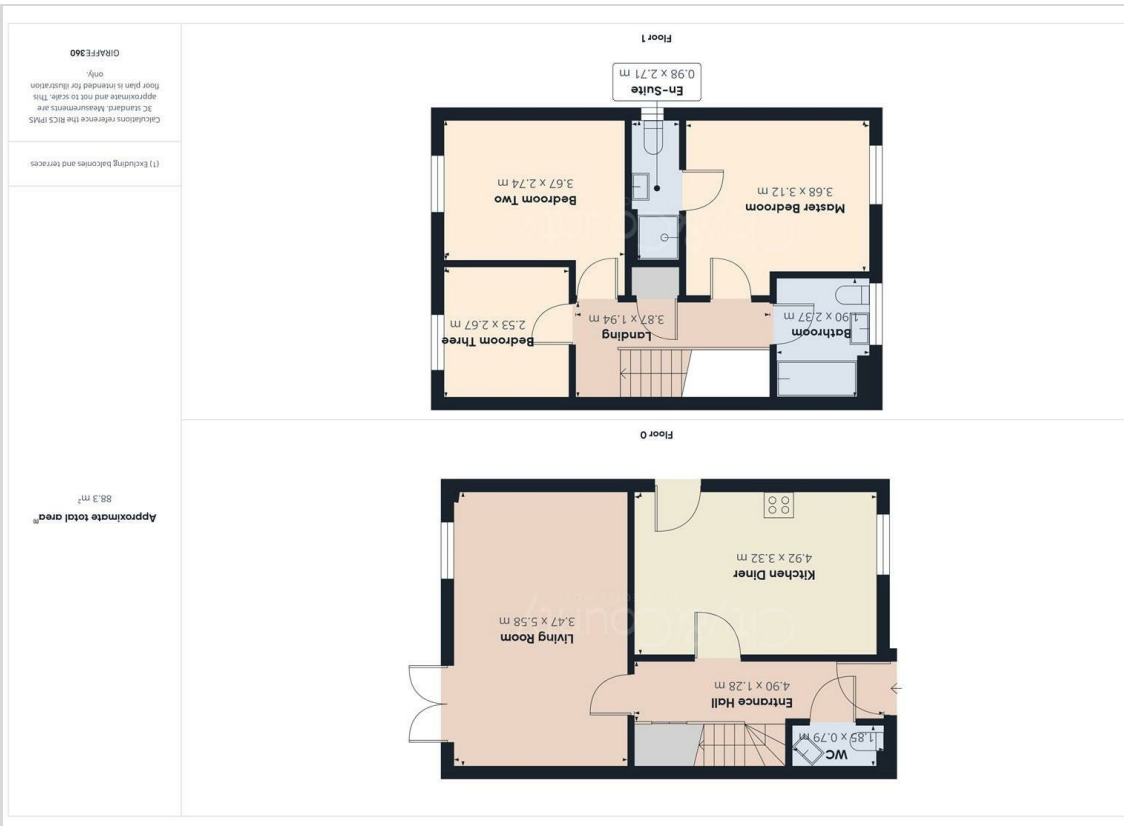 WC
1.85 x 0.79 m
Entrance Hall
4.90 x 1.28 m
Living Room
3.47 x 5.58 m
Kitchen Diner
4.92 x 3.32 m
Floor 0
Bathroom
1.90 x 2.37 m
Landing
3.87 x 1.94 m
Bedroom Three
2.53 x 2.67 m
Master Bedroom
3.68 x 3.12 m
Bedroom Two
3.67 x 2.74 m
En-Suite
0.98 x 2.71 m
Floor 1
Approximate total area(1)
88.3 m²
(1) Excluding balconies and terraces
Calculations reference the RICS IPMS
3C standard. Measurements are
approximate and not to scale. This
floor plan is intended for illustration
only.
GIRAFFE360